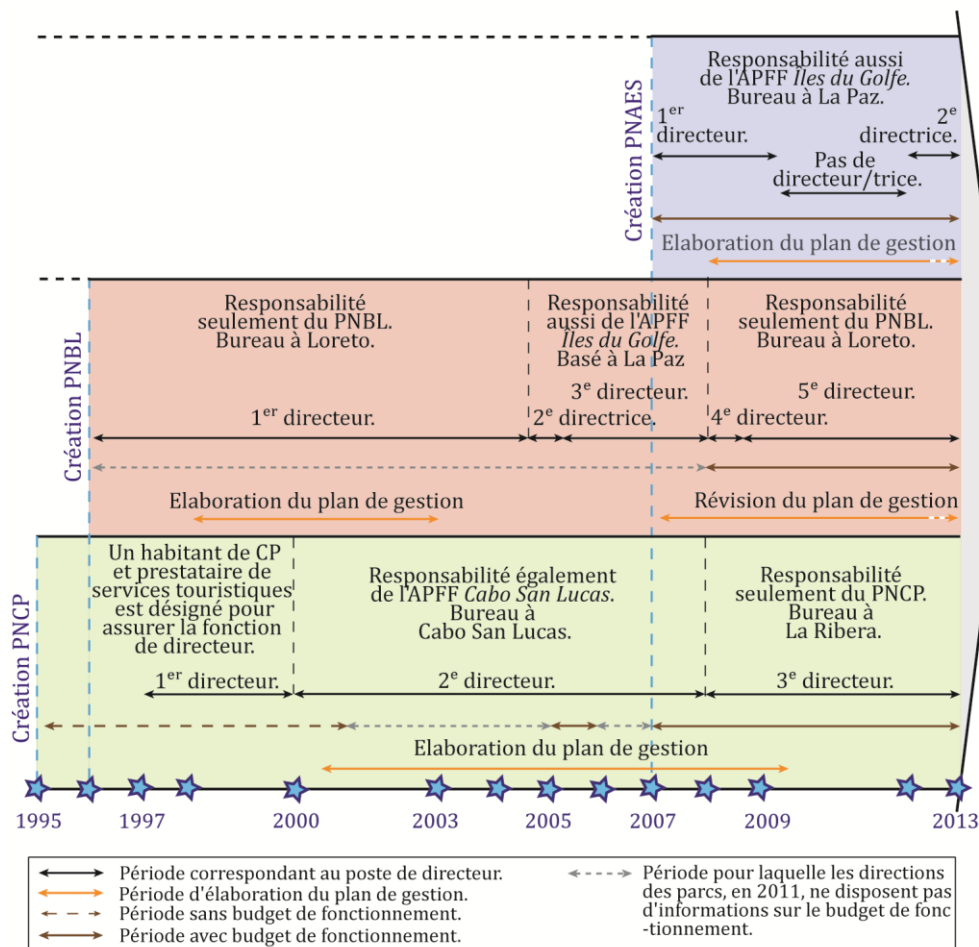 Création PNAES
Responsabilité aussi
de l'APFF Îles du Golfe.
Bureau à La Paz.
1er
directeur.
2e
directrice.
Pas de
directeur/trice.
Elaboration du plan de gestion
Création PNBL
Responsabilité
seulement du PNBL.
Bureau à Loreto.
Responsabilité
aussi de l'APFF
Îles du Golfe.
Basé à La Paz
Responsabilité
seulement du PNBL.
Bureau à Loreto.
1er directeur.
2e directrice.
3e directeur.
4e directeur.
5e directeur.
Elaboration du plan de gestion
Révision du plan de gestion
Création PNCP
Un habitant de CP
et prestataire de
services touristiques
est désigné pour
assurer la fonction
de directeur.
Responsabilité également
de l'APFF Cabo San Lucas.
Bureau à
Cabo San Lucas.
Responsabilité
seulement du PNCP.
Bureau à
La Ribera.
1er directeur.
2e directeur.
3e directeur.
Elaboration du plan de gestion
1995 1997 2000 2003 2005 2007 2009 2013
Période correspondant au poste de directeur.
Période d'élaboration du plan de gestion.
Période sans budget de fonctionnement.
Période avec budget de fonctionnement.
Période pour laquelle les directions
des parcs, en 2011, ne disposent pas
d'informations sur le budget de fonc
-tionnement.